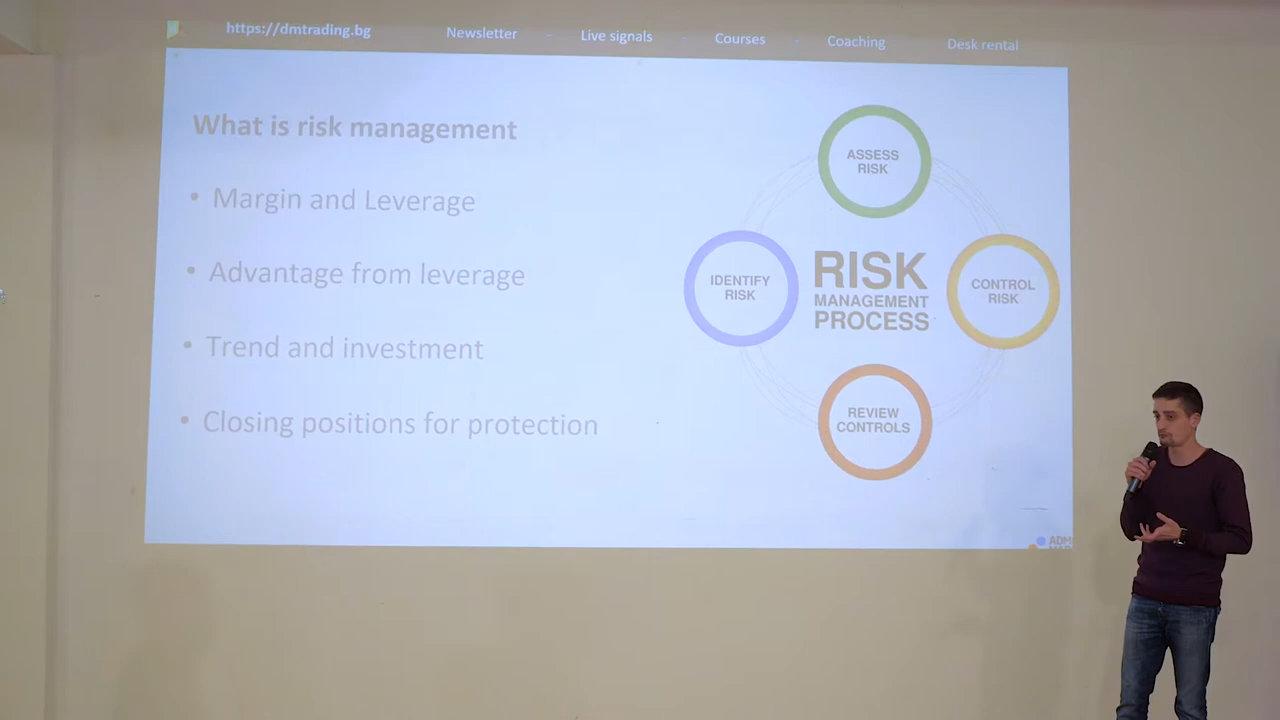 https://dmtrading.bg Newsletter - Live signals - Courses - Coaching Desk rental
What is risk management
• Margin and Leverage
• Advantage from leverage
• Trend and investment
• Closing positions for protection
ASSESS
RISK
IDENTIFY
RISK
RISK
MANAGEMENT
PROCESS
CONTROL
RISK
REVIEW
CONTROLS
ADM